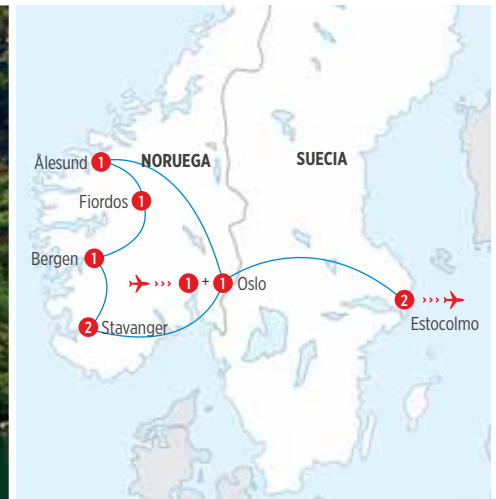 Ålesund 1 NORUEGA SUECIA
Fiordos 1
Bergen 1
1 + 1 Oslo
2 Estocolmo
2 Stavanger